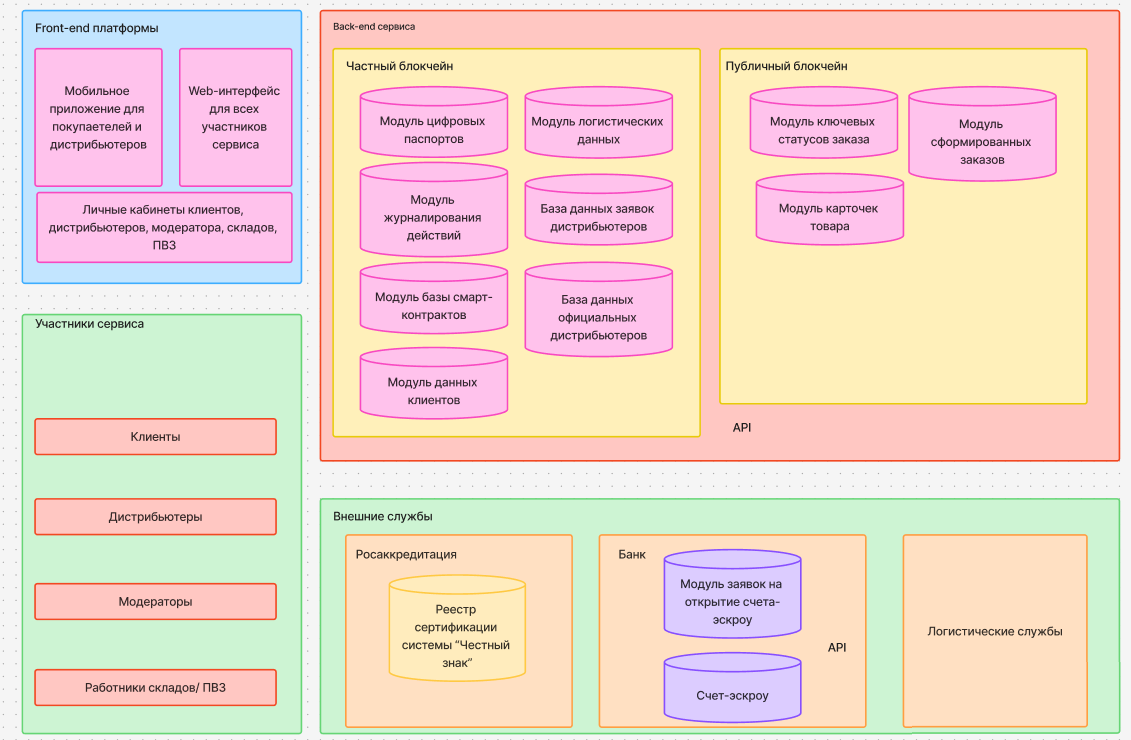 Front-end платформы
Мобильное
приложение для
покупаетелей и
дистрибьютеров
Web-интерфейс
для всех
участников
сервиса
Личные кабинеты клиентов,
дистрибьютеров, модератора, складов,
ПВЗ
Участники сервиса
Клиенты
Дистрибьютеры
Модераторы
Работники складов/ ПВЗ
Back-end сервиса
Частный блокчейн
Модуль цифровых
паспортов
Модуль логистических
данных
Модуль
журналирования
действий
База данных заявок
дистрибьютеров
Модуль базы смарт-
контрактов
База данных
официальных
дистрибьютеров
Модуль данных
клиентов
Публичный блокчейн
Модуль ключевых
статусов заказа
Модуль
сформированных
заказов
Модуль карточек
товара
API
Внешние службы
Росаккредитация
Реестр
сертификации
системы “Честный
знак”
Банк
Модуль заявок на
открытие счета-
эскроу
API
Счет-эскроу
Логистические службы